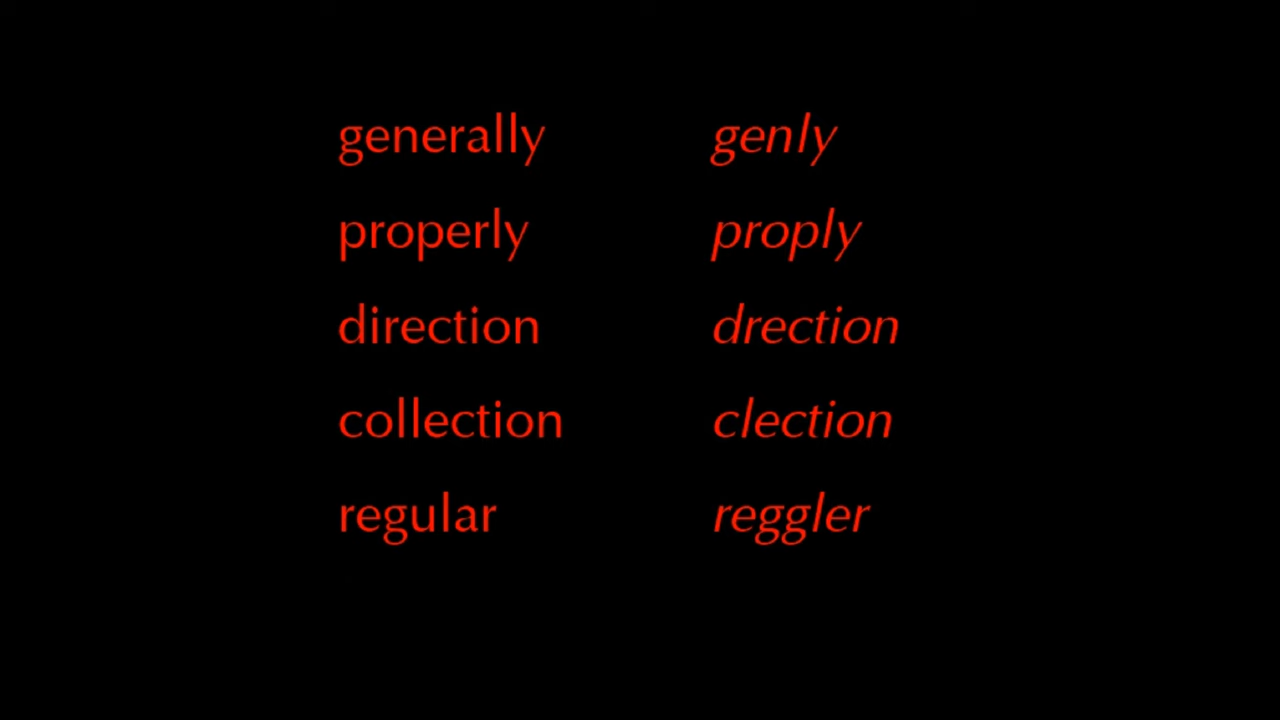 generally genly
properly proply
direction drection
collection clection
regular reggler